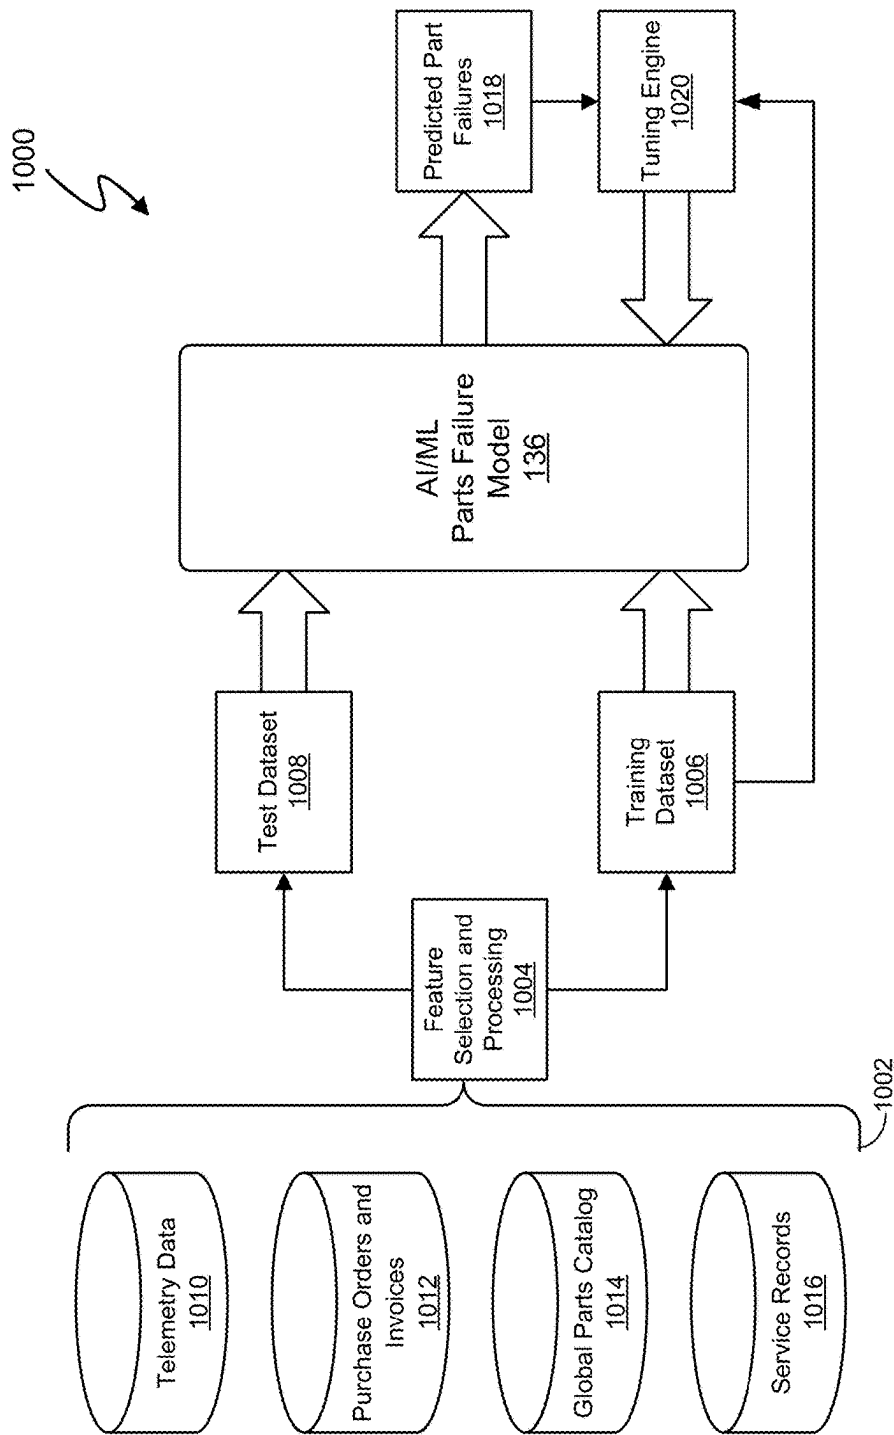 1000
Telemetry Data
1010
Purchase Orders and
Invoices
1012
Global Parts Catalog
1014
Service Records
1016
1002
Feature
Selection and
Processing
1004
Test Dataset
1008
Training
Dataset
1006
AI/ML
Parts Failure
Model
136
Predicted Part
Failures
1018
Tuning Engine
1020